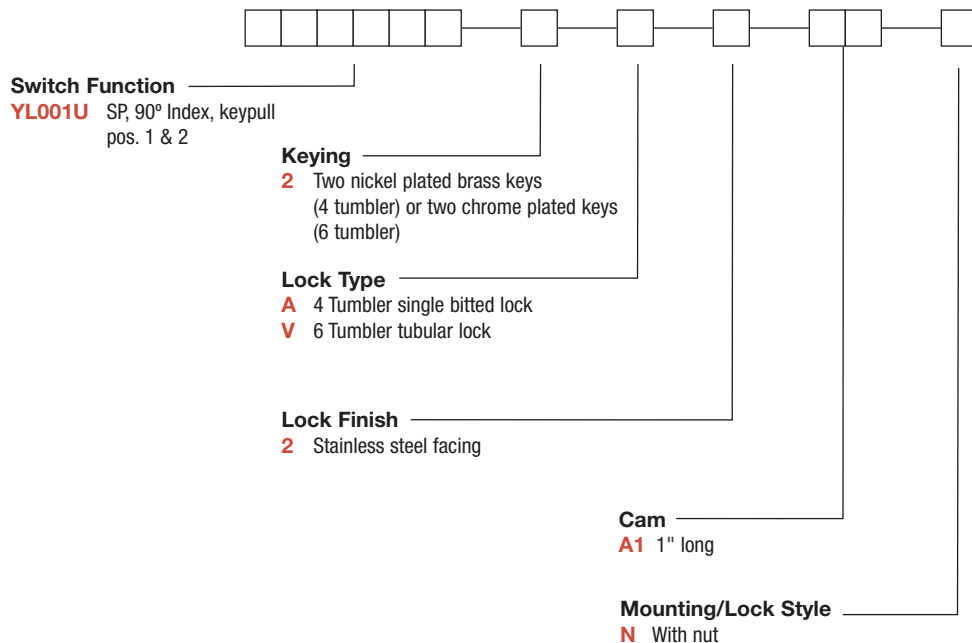 Switch Function
YL001U SP, 90º Index, keypull
pos. 1 & 2
Keying
2 Two nickel plated brass keys
(4 tumbler) or two chrome plated keys
(6 tumbler)
Lock Type
A 4 Tumbler single bitted lock
V 6 Tumbler tubular lock
Lock Finish
2 Stainless steel facing
Cam
A1 1" long
Mounting/Lock Style
N With nut